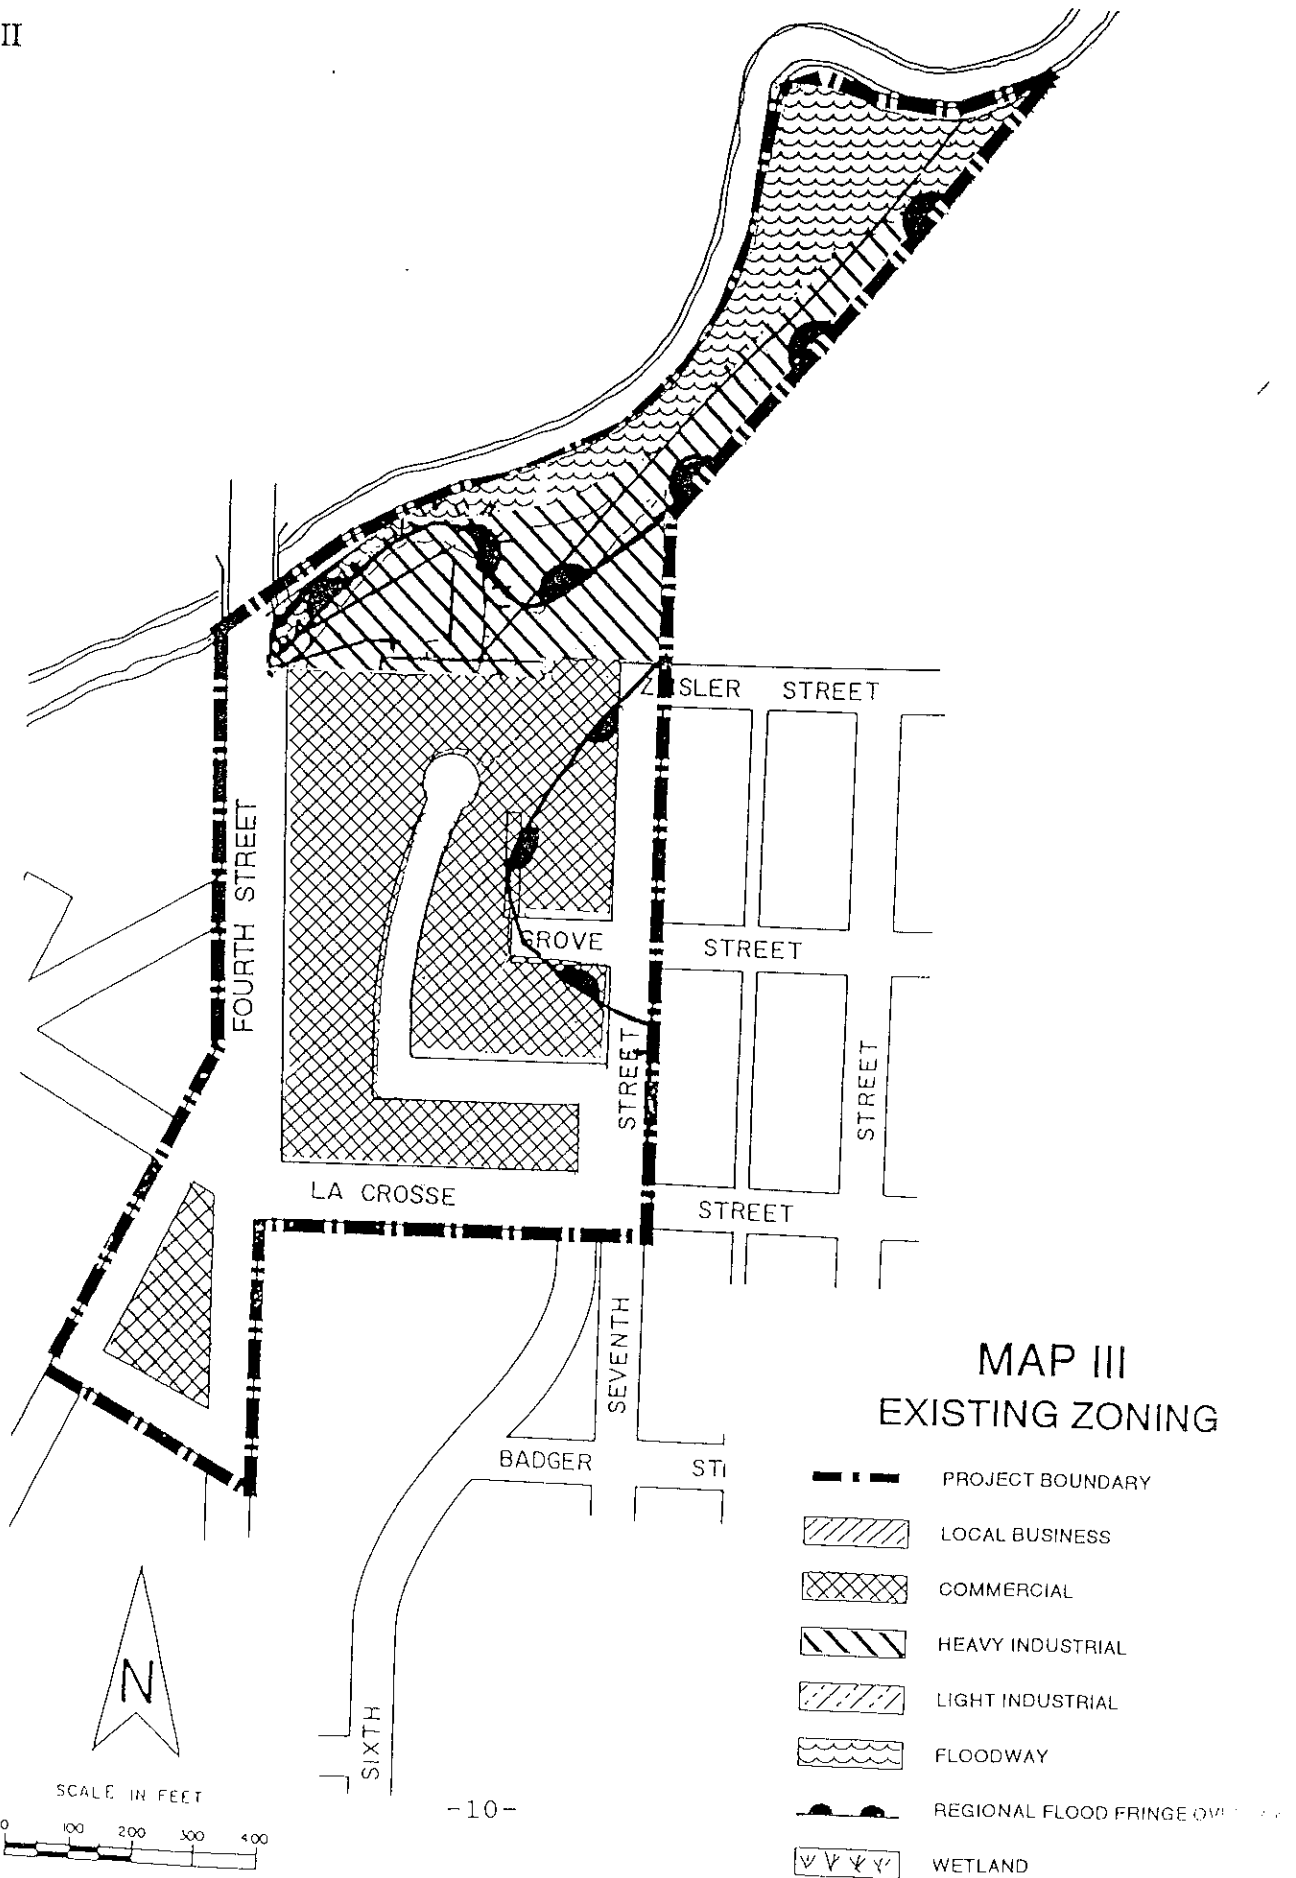 II
SLER STREET
FOURTH STREET
GROVE STREET
STREET
STREET
LA CROSSE STREET
SEVENTH
BADGER
SIXTH
MAP III
EXISTING ZONING
PROJECT BOUNDARY
LOCAL BUSINESS
COMMERCIAL
HEAVY INDUSTRIAL
LIGHT INDUSTRIAL
FLOODWAY
REGIONAL FLOOD FRINGE
WETLAND
N
SCALE IN FEET
0 100 200 300 400
-10-